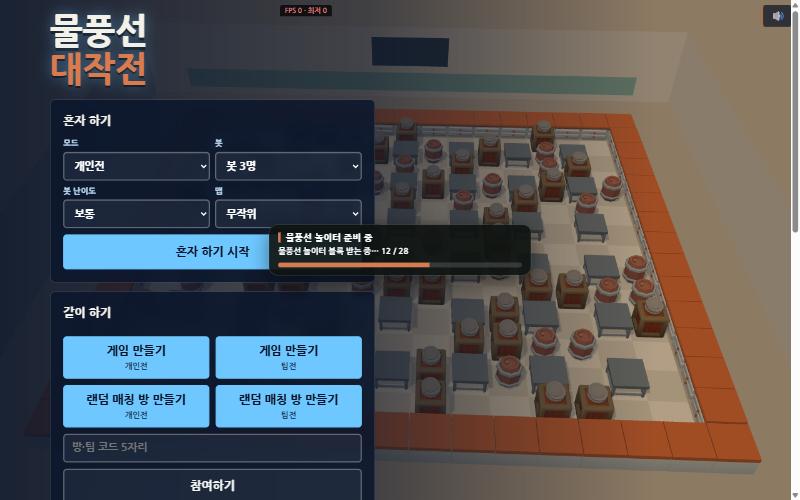 FPS 0 · 최저 0
물풍선
대작전
혼자 하기
모드
봇
개인전
봇 3명
봇 난이도
맵
보통
무작위
혼자 하기 시작
물풍선 놀이터 준비 중
물풍선 놀이터 블록 받는 중… 12 / 28
같이 하기
게임 만들기
개인전
게임 만들기
팀전
랜덤 매칭 방 만들기
개인전
랜덤 매칭 방 만들기
팀전
방·팀 코드 5자리
참여하기